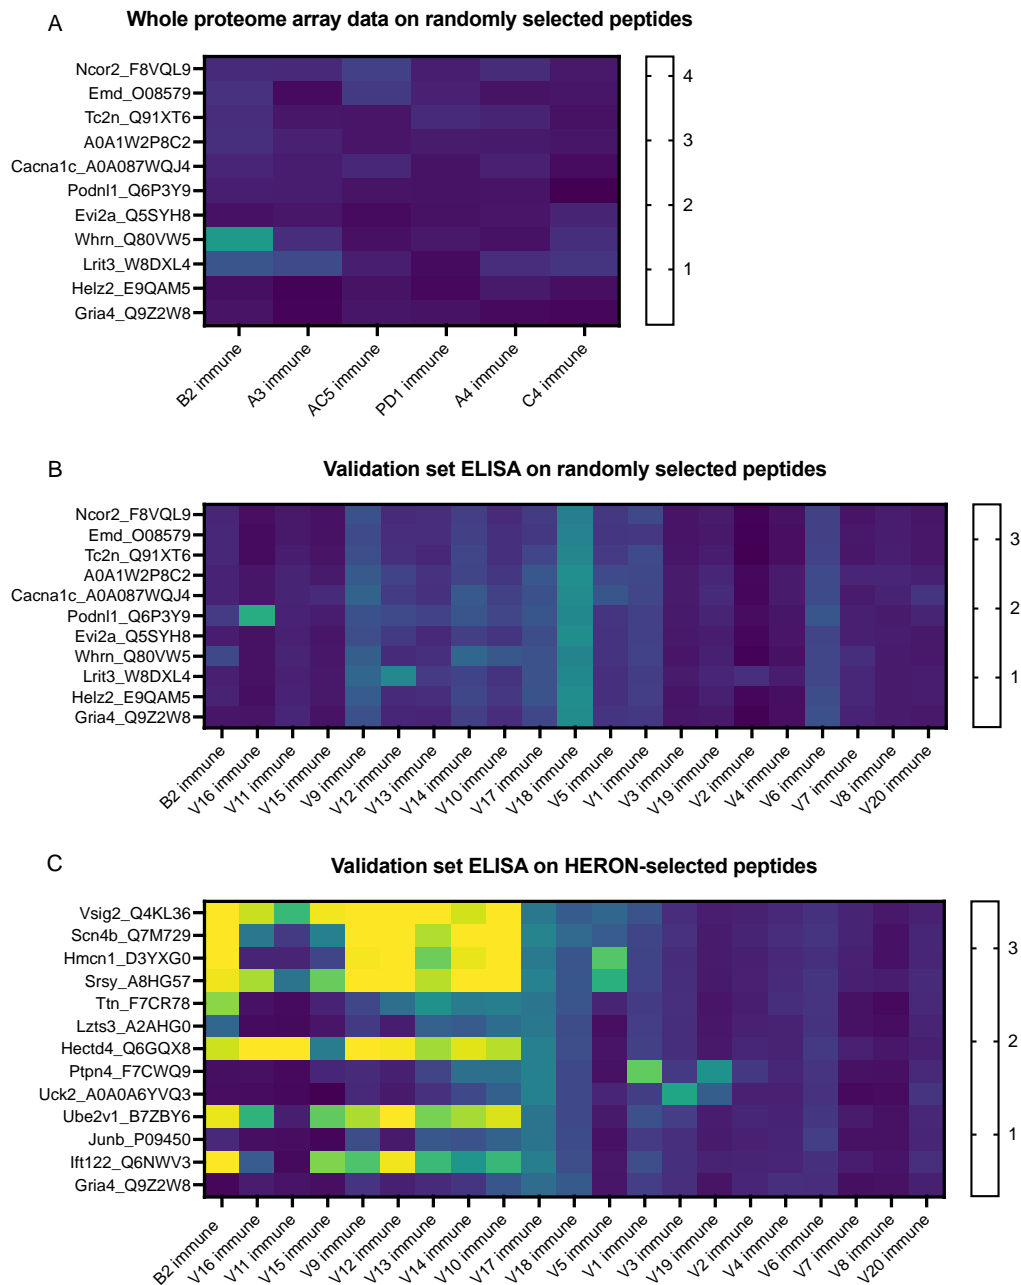 A
Whole proteome array data on randomly selected peptides
Ncor2_F8VQL9
Emd_O08579
Tc2n_Q91XT6
A0A1W2P8C2
Cacna1c_A0A087WQJ4
Podnl1_Q6P3Y9
Evi2a_Q5SYH8
Whrn_Q80VW5
Lrit3_W8DXL4
Helz2_E9QAM5
Gria4_Q9Z2W8
4
3
2
1
B2 immune
A3 immune
AC5 immune
PD1 immune
A4 immune
C4 immune
B
Validation set ELISA on randomly selected peptides
Ncor2_F8VQL9
Emd_O08579
Tc2n_Q91XT6
A0A1W2P8C2
Cacna1c_A0A087WQJ4
Podnl1_Q6P3Y9
Evi2a_Q5SYH8
Whrn_Q80VW5
Lrit3_W8DXL4
Helz2_E9QAM5
Gria4_Q9Z2W8
3
2
1
B2 immune
V16 immune
V11 immune
V15 immune
V9 immune
V12 immune
V13 immune
V14 immune
V10 immune
V17 immune
V18 immune
V5 immune
V1 immune
V3 immune
V19 immune
V2 immune
V4 immune
V6 immune
V7 immune
V8 immune
V20 immune
C
Validation set ELISA on HERON-selected peptides
Vsig2_Q4KL36
Scn4b_Q7M729
Hmcn1_D3YXG0
Srsy_A8HG57
Ttn_F7CR78
Lzts3_A2AHG0
Hectd4_Q6GQX8
Ptpn4_F7CWQ9
Uck2_A0A0A6YVQ3
Ube2v1_B7ZBY6
Junb_P09450
Ift122_Q6NWV3
Gria4_Q9Z2W8
3
2
1
B2 immune
V16 immune
V11 immune
V15 immune
V9 immune
V12 immune
V13 immune
V14 immune
V10 immune
V17 immune
V18 immune
V5 immune
V1 immune
V3 immune
V19 immune
V2 immune
V4 immune
V6 immune
V7 immune
V8 immune
V20 immune